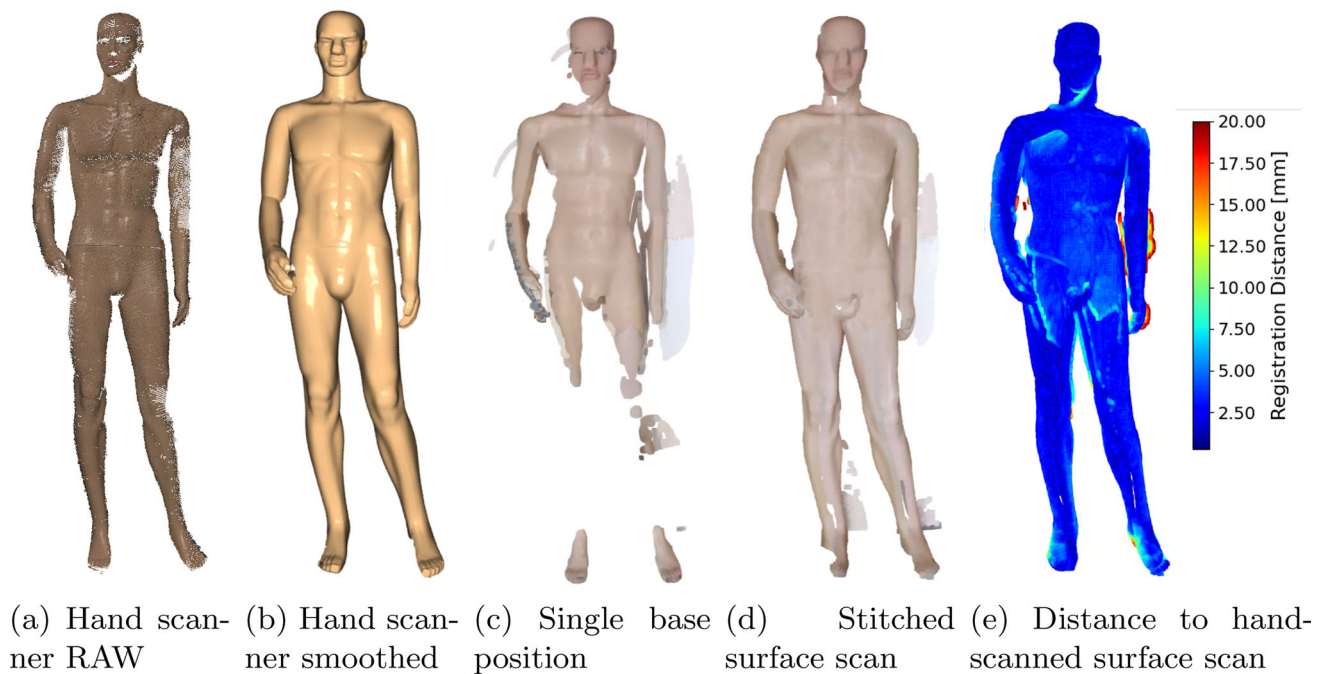 20.00
17.50
15.00
12.50
10.00
7.50
5.00
2.50
Registration Distance [mm]
(a) Hand scan-
ner RAW
(b) Hand scan-
ner smoothed
(c) Single base
position
(d) Stitched
surface scan
(e) Distance to hand-
scanned surface scan